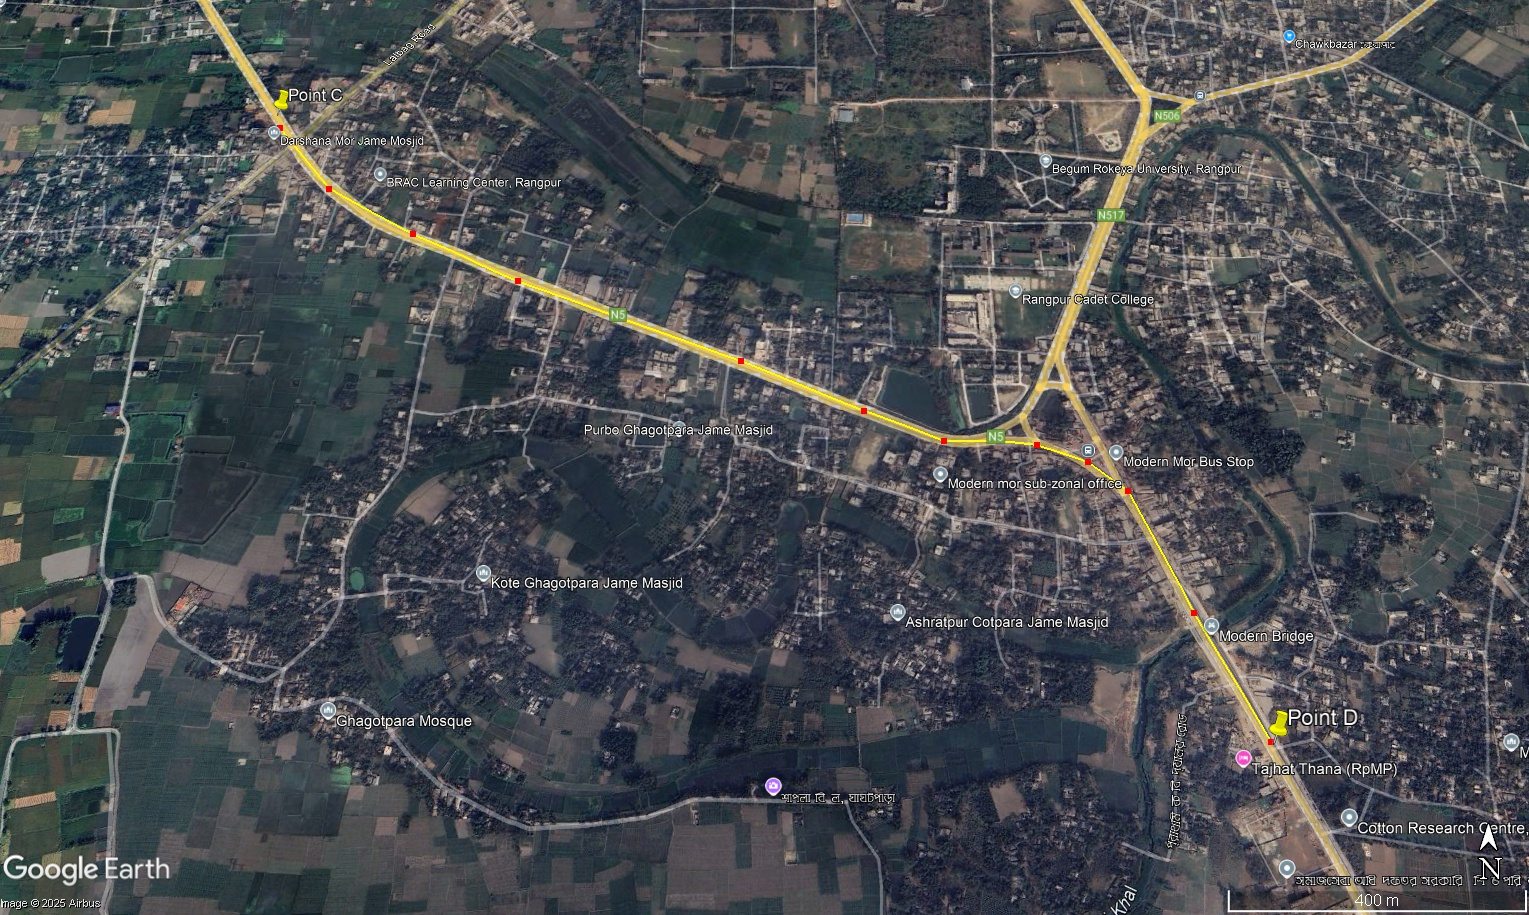 Lalbag Road
Chawkbazar
Point C
N506
Darshana Mor Jame Mosjid
Begum Rokeya University, Rangpur
BRAC Learning Center, Rangpur
N517
Rangpur Cadet College
N5
Purbo Ghagotpara Jame Masjid
N5
Modern Mor Bus Stop
Modern mor sub-zonal office
Kote Ghagotpara Jame Masjid
Ashratpur Cotpara Jame Masjid
Modern Bridge
Ghagotpara Mosque
Point D
M
Tajhat Thana (RpMP)
শাপলা বি ল, ঘাঘটপাড়া
Cotton Research Centre,
Google Earth
N
Khal
400 m
mage © 2025 Airbus